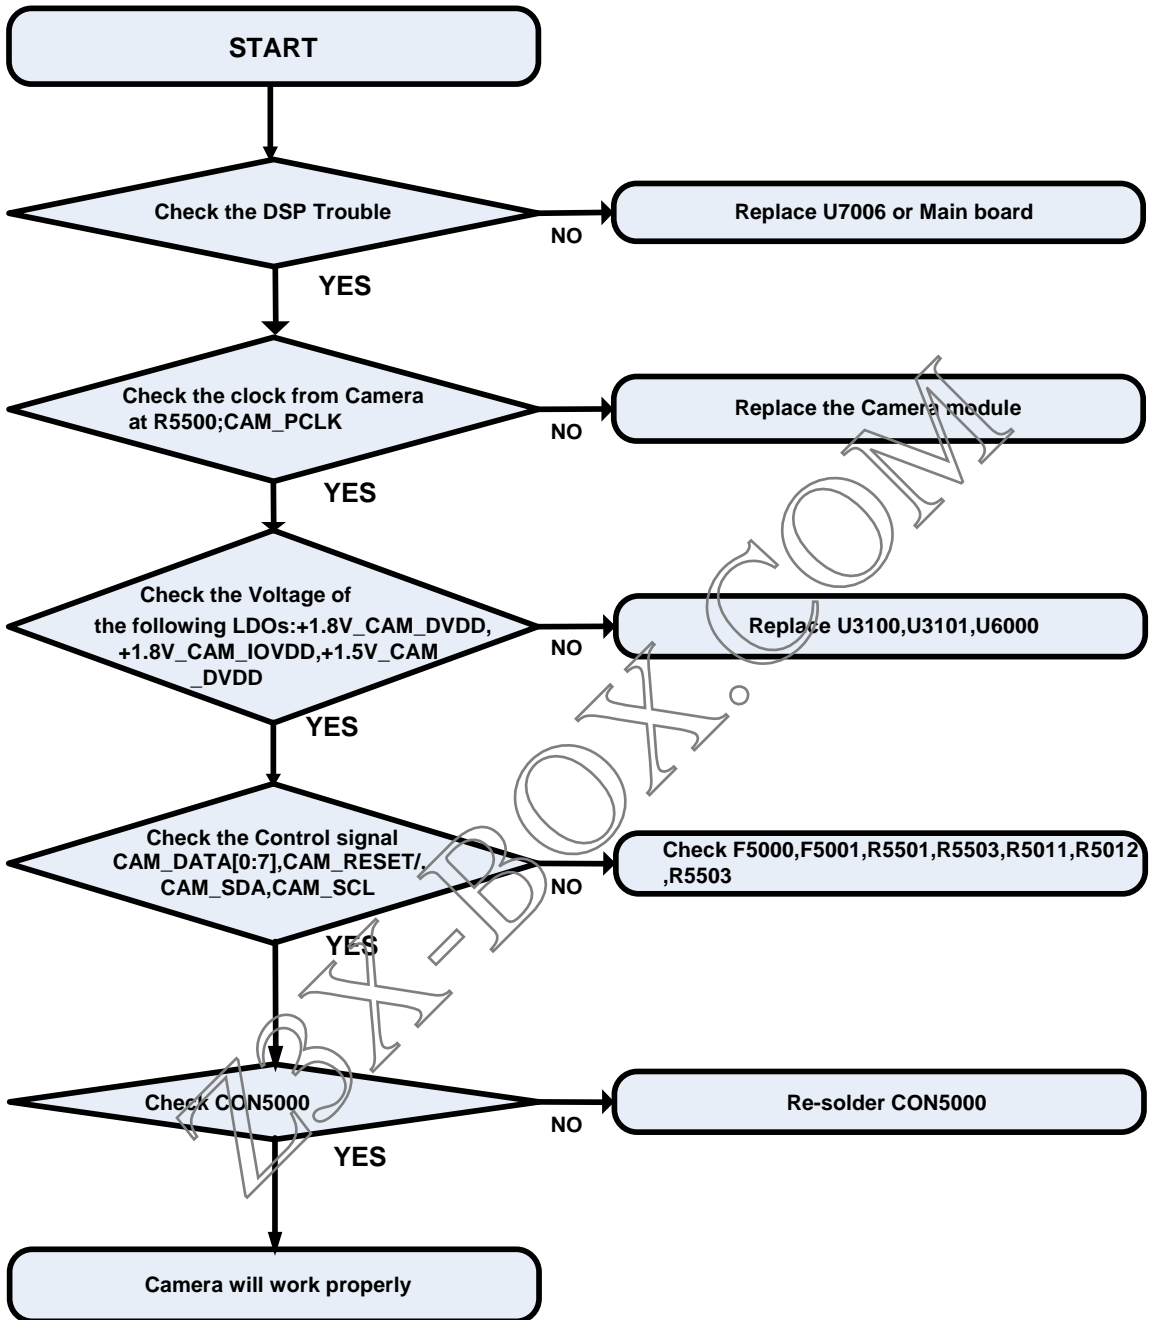 START
Check the DSP Trouble
NO
Replace U7006 or Main board
YES
Check the clock from Camera
at R5500;CAM_PCLK
NO
Replace the Camera module
YES
Check the Voltage of
the following LDOs:+1.8V_CAM_DVDD,
+1.8V_CAM_IOVDD,+1.5V_CAM
_DVDD
NO
Replace U3100,U3101,U6000
YES
Check the Control signal
CAM_DATA[0:7],CAM_RESET/,
CAM_SDA,CAM_SCL
NO
Check F5000,F5001,R5501,R5503,R5011,R5012
,R5503
YES
Check CON5000
NO
Re-solder CON5000
YES
Camera will work properly
Z3X-BOX.COM